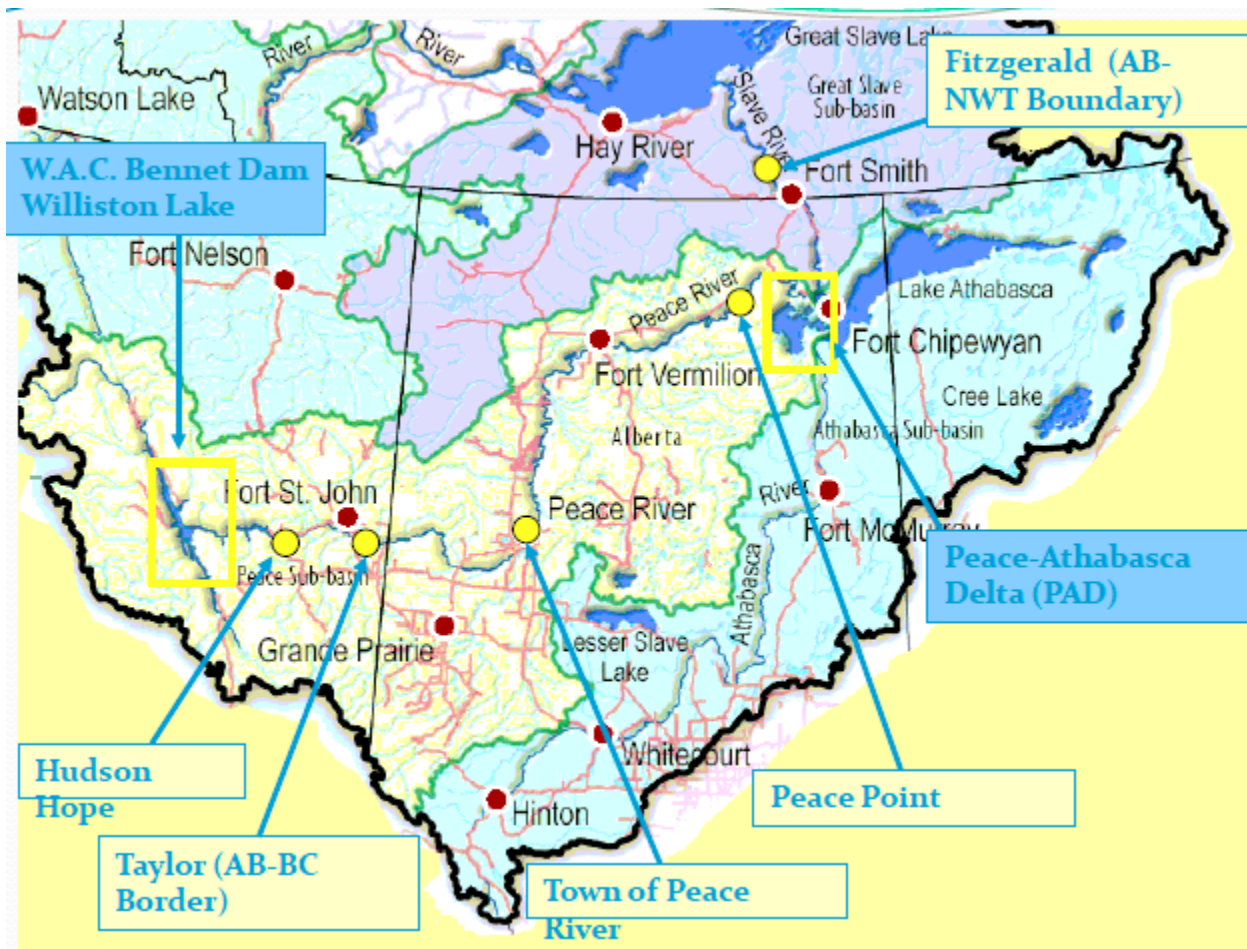 River
River
Great Slave Lake
Fitzgerald (AB-
NWT Boundary)
Watson Lake
Great Slave
Sub-basin
Slave River
Hay River
W.A.C. Bennet Dam
Williston Lake
Fort Smith
Fort Nelson
Peace River
Lake Athabasca
Fort Chipewyan
Fort Vermilion
Cree Lake
Alberta
Athabasca Sub-basin
Fort St. John
River
Peace River
Fort McMurray
Peace-Athabasca
Delta (PAD)
Peace Sub-basin
Athabasca
Grande Prairie
Lesser Slave
Lake
Whitecourt
Hudson
Hope
Peace Point
Hinton
Taylor (AB-BC
Border)
Town of Peace
River